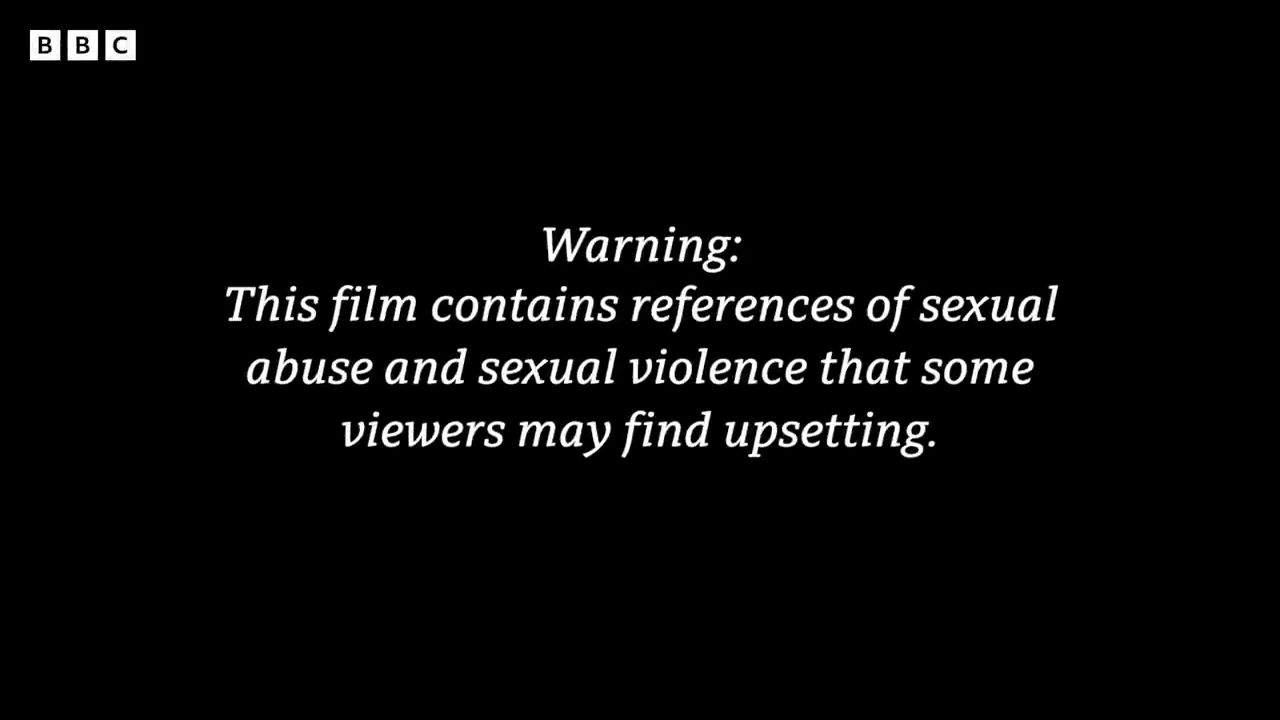 BBC
Warning:
This film contains references of sexual
abuse and sexual violence that some
viewers may find upsetting.